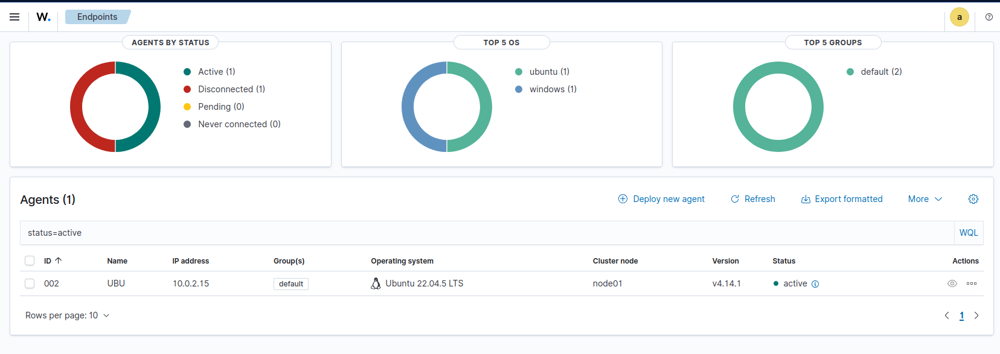 W. Endpoints a
AGENTS BY STATUS
Active (1)
Disconnected (1)
Pending (0)
Never connected (0)
TOP 5 OS
ubuntu (1)
windows (1)
TOP 5 GROUPS
default (2)
Agents (1) Deploy new agent Refresh Export formatted More
status=active WQL
ID Name IP address Group(s) Operating system Cluster node Version Status Actions
002 UBU 10.0.2.15 default Ubuntu 22.04.5 LTS node01 v4.14.1 active
Rows per page: 10 1